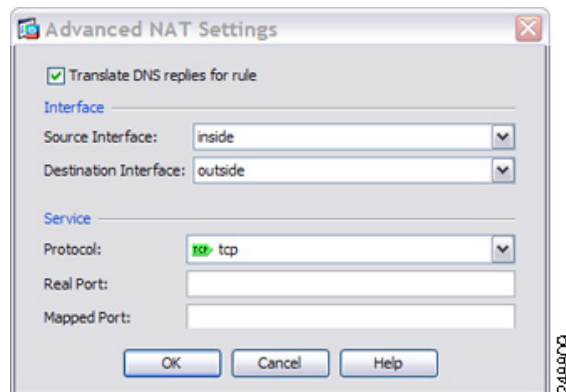 Advanced NAT Settings
Translate DNS replies for rule
Interface
Source Interface: inside
Destination Interface: outside
Service
Protocol: TCP tcp
Real Port:
Mapped Port:
OK Cancel Help